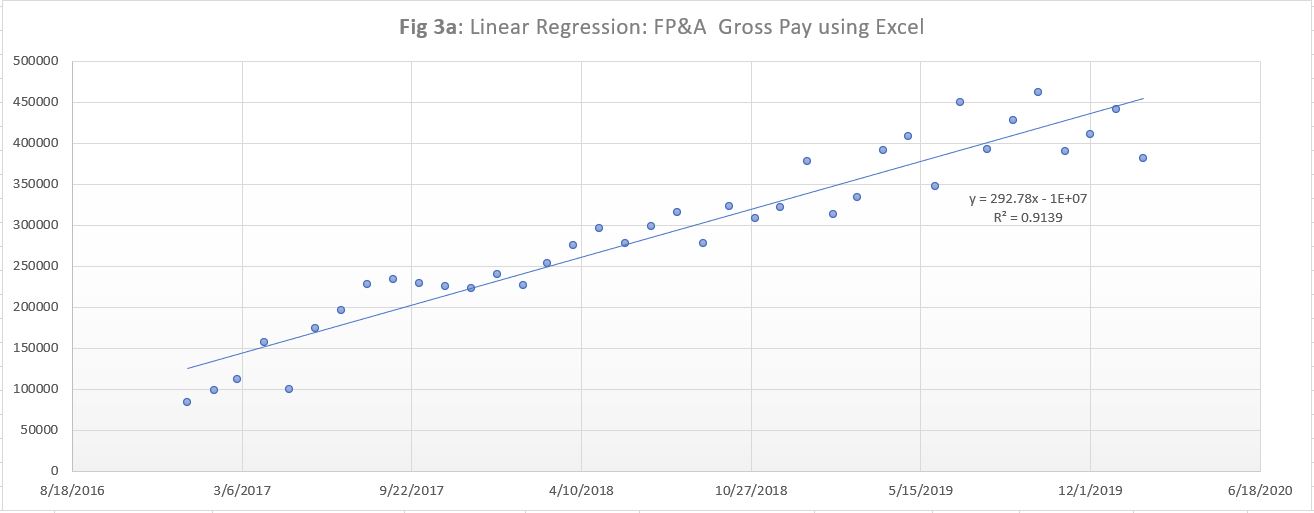 Fig 3a: Linear Regression: FP&A  Gross Pay using Excel
500000
450000
400000
350000
300000
250000
200000
150000
100000
50000
0
y = 292.78x - 1E+07
R² = 0.9139
8/18/2016 3/6/2017 9/22/2017 4/10/2018 10/27/2018 5/15/2019 12/1/2019 6/18/2020